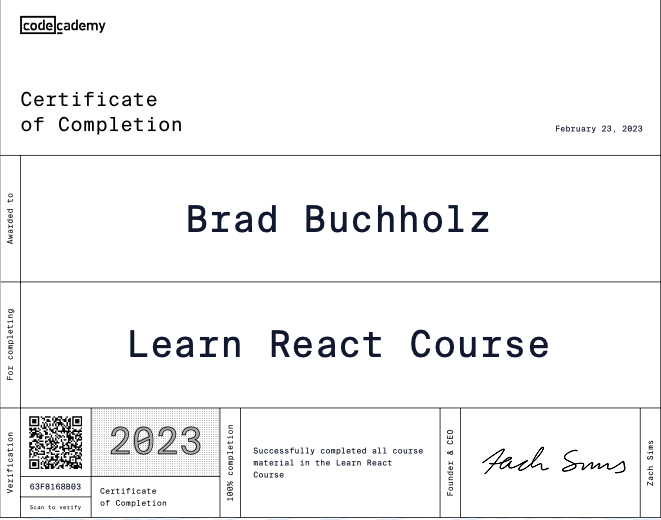 codecademy
Certificate
of Completion
February 23, 2023
Awarded to
Brad Buchholz
For completing
Learn React Course
Verification
63F8168B03
Scan to verify
2023
Certificate
of Completion
100% completion
Successfully completed all course
material in the Learn React
Course
Founder & CEO
Zach Sims
Zach Sims